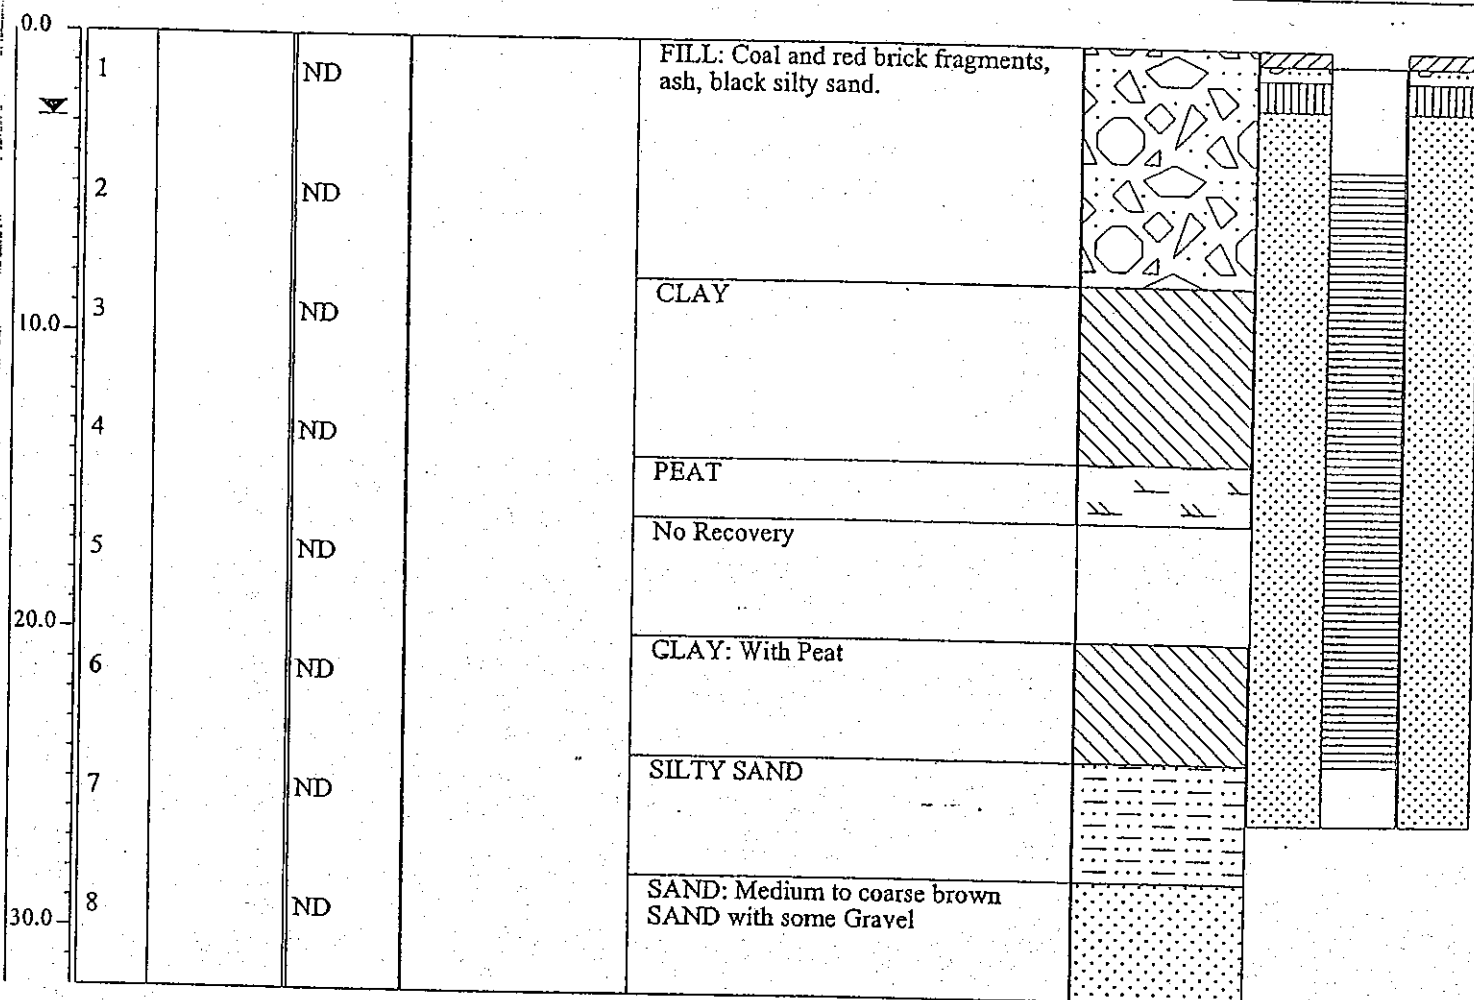 0.0
1 ND FILL: Coal and red brick fragments,
ash, black silty sand.
2 ND
CLAY
3 ND
10.0
4 ND
PEAT
No Recovery
5 ND
20.0
CLAY: With Peat
6 ND
SILTY SAND
7 ND
SAND: Medium to coarse brown
8 ND
SAND with some Gravel
30.0